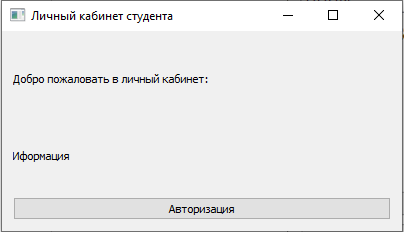 Личный кабинет студента
Добро пожаловать в личный кабинет:
Иформация
Авторизация